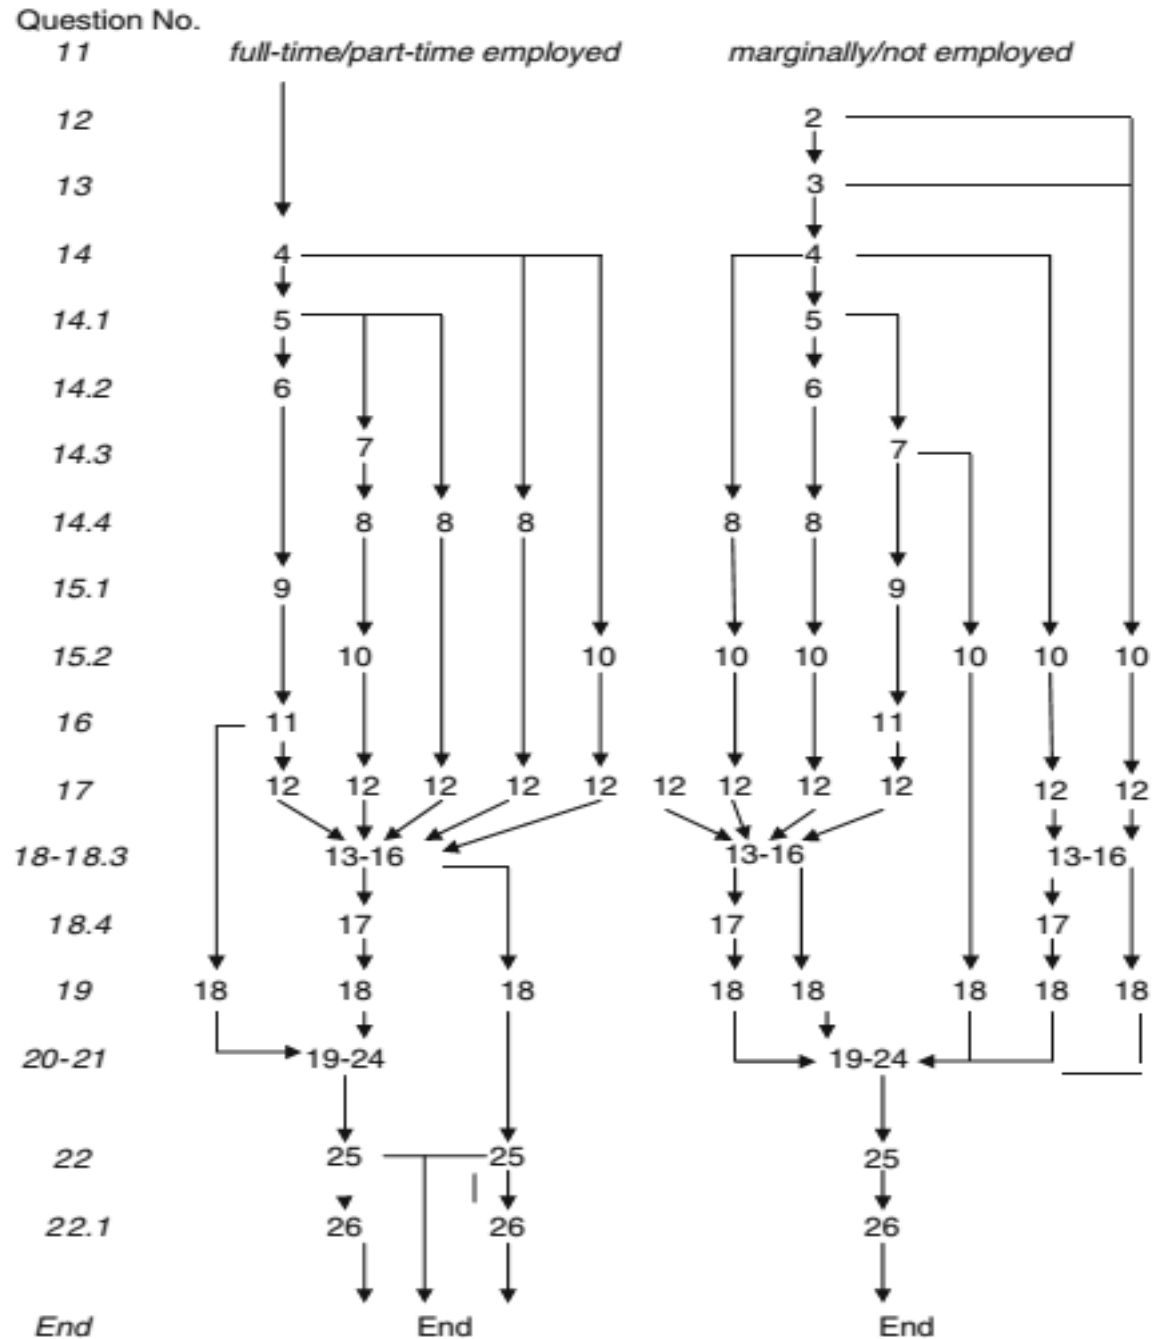 Question No.
11 full-time/part-time employed marginally/not employed
12 2
13 3
14 4 4
14.1 5 5
14.2 6 6
14.3 7 7
14.4 8 8 8 8 8
15.1 9 9
15.2 10 10 10 10 10 10 10
16 11 11
17 12 12 12 12 12 12 12 12 12 12 12
18-18.3 13-16 13-16 13-16
18.4 17 17 17
19 18 18 18 18 18 18 18 18
20-21 19-24 19-24
22 25 25 25
22.1 26 26 26
End End End